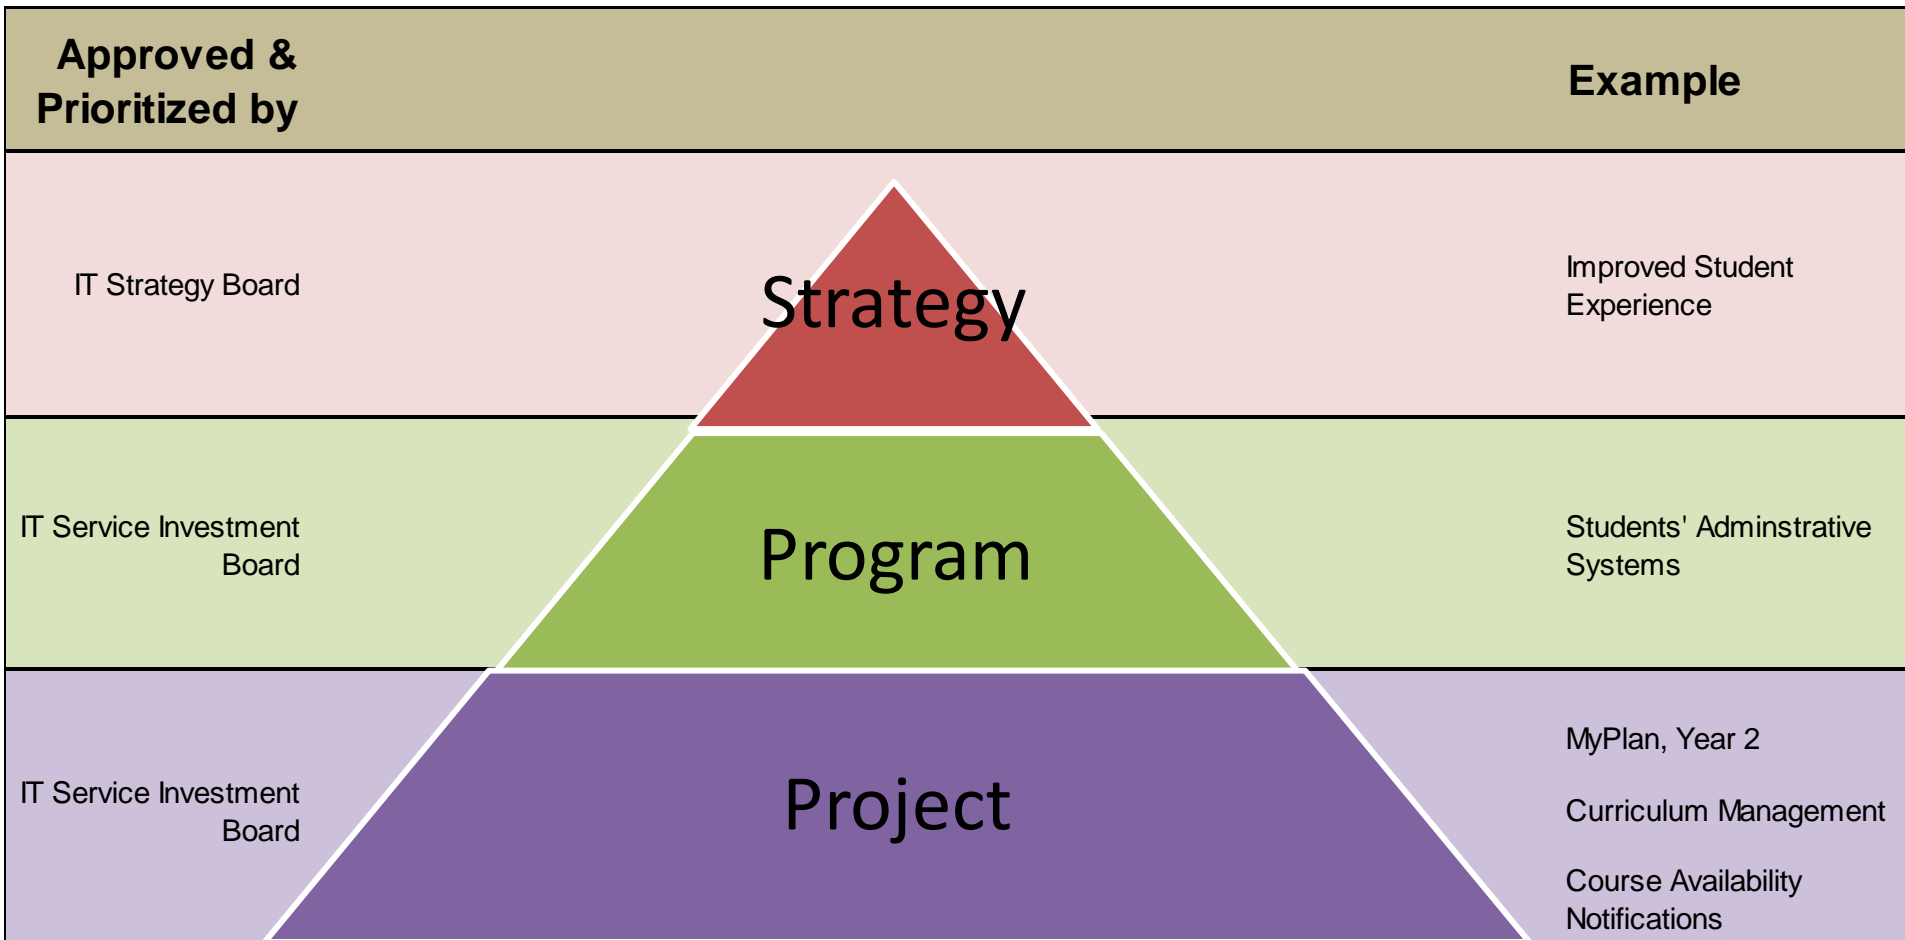 Approved &
Prioritized by
Example
IT Strategy Board
Strategy
Improved Student
Experience
IT Service Investment
Board
Program
Students' Adminstrative
Systems
IT Service Investment
Board
Project
MyPlan, Year 2
Curriculum Management
Course Availability
Notifications